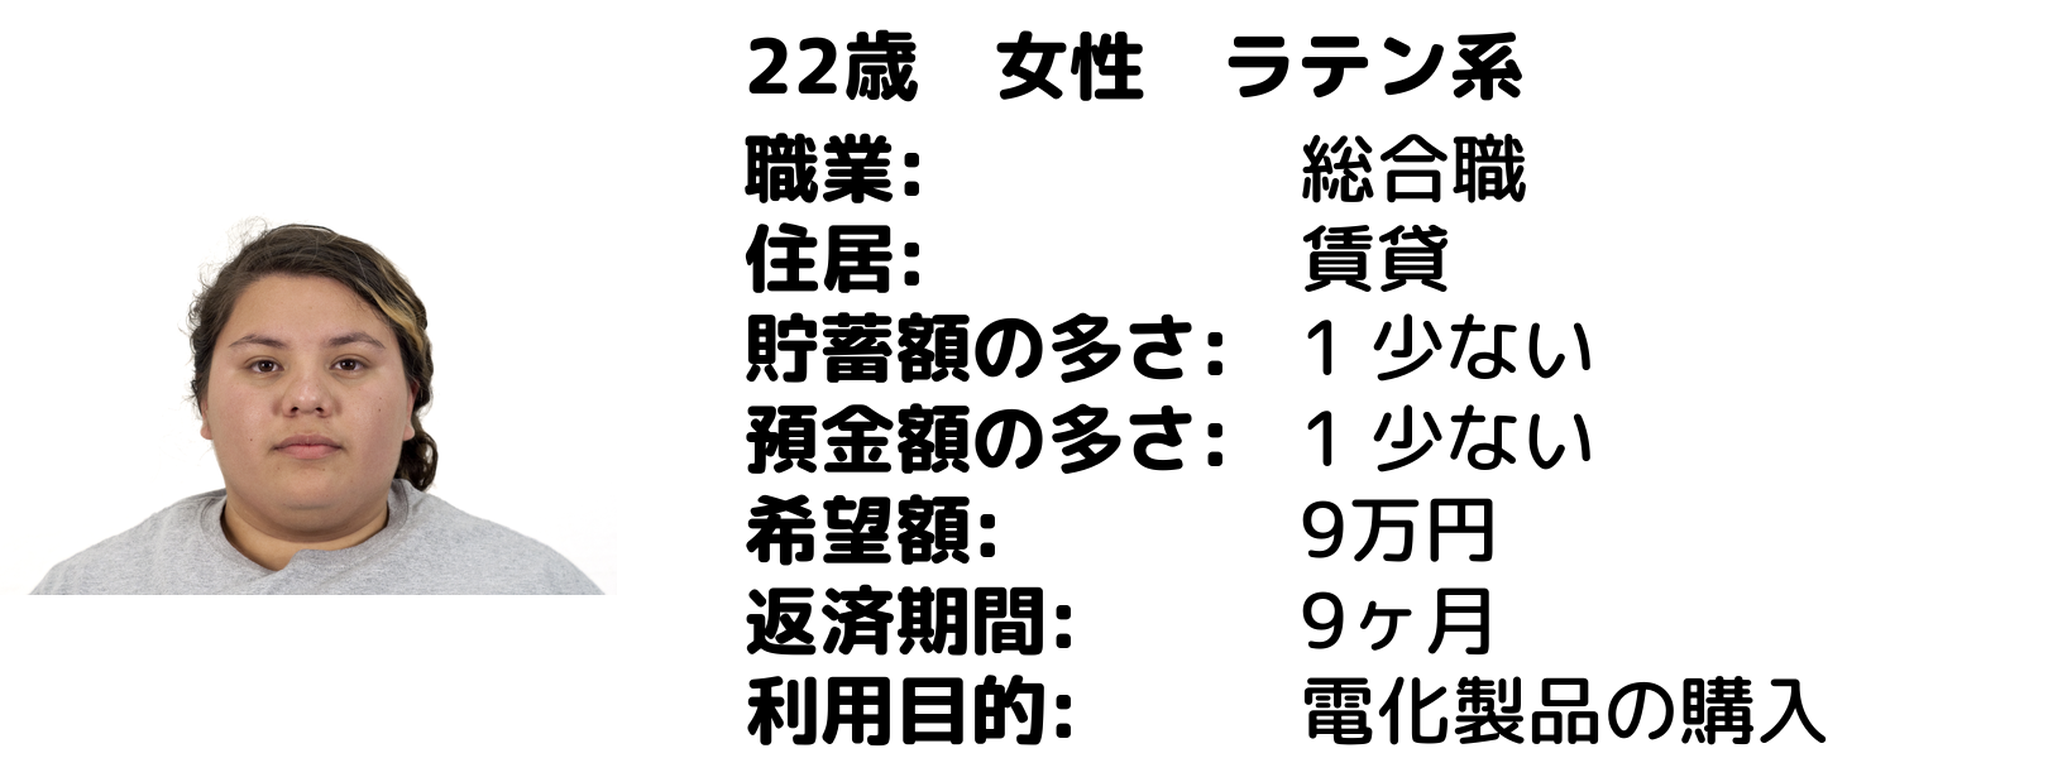 22歳　女性　ラテン系
職業: 総合職
住居: 賃貸
貯蓄額の多さ: 1 少ない
預金額の多さ: 1 少ない
希望額: 9万円
返済期間: 9ヶ月
利用目的: 電化製品の購入